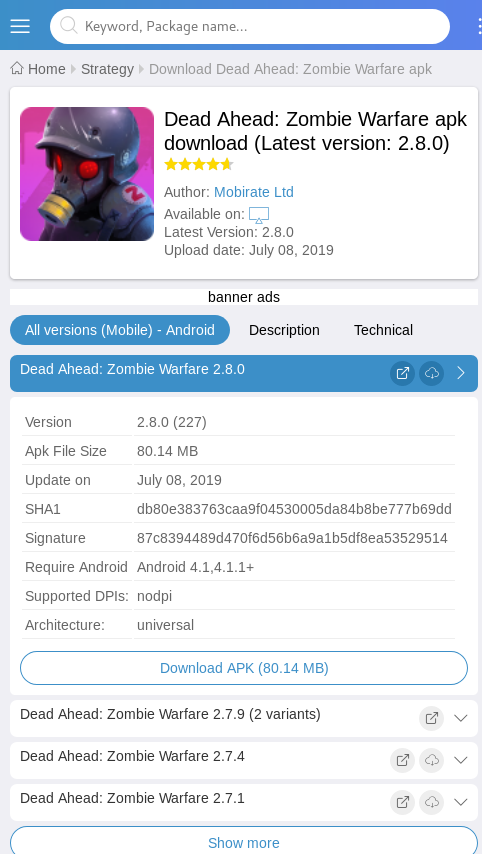 Keyword, Package name...
Home Strategy Download Dead Ahead: Zombie Warfare apk
Dead Ahead: Zombie Warfare apk
download (Latest version: 2.8.0)
Author: Mobirate Ltd
Available on:
Latest Version: 2.8.0
Upload date: July 08, 2019
banner ads
All versions (Mobile) - Android Description Technical
Dead Ahead: Zombie Warfare 2.8.0
Version 2.8.0 (227)
Apk File Size 80.14 MB
Update on July 08, 2019
SHA1 db80e383763caa9f04530005da84b8be777b69dd
Signature 87c8394489d470f6d56b6a9a1b5df8ea53529514
Require Android Android 4.1,4.1.1+
Supported DPIs: nodpi
Architecture: universal
Download APK (80.14 MB)
Dead Ahead: Zombie Warfare 2.7.9 (2 variants)
Dead Ahead: Zombie Warfare 2.7.4
Dead Ahead: Zombie Warfare 2.7.1
Show more